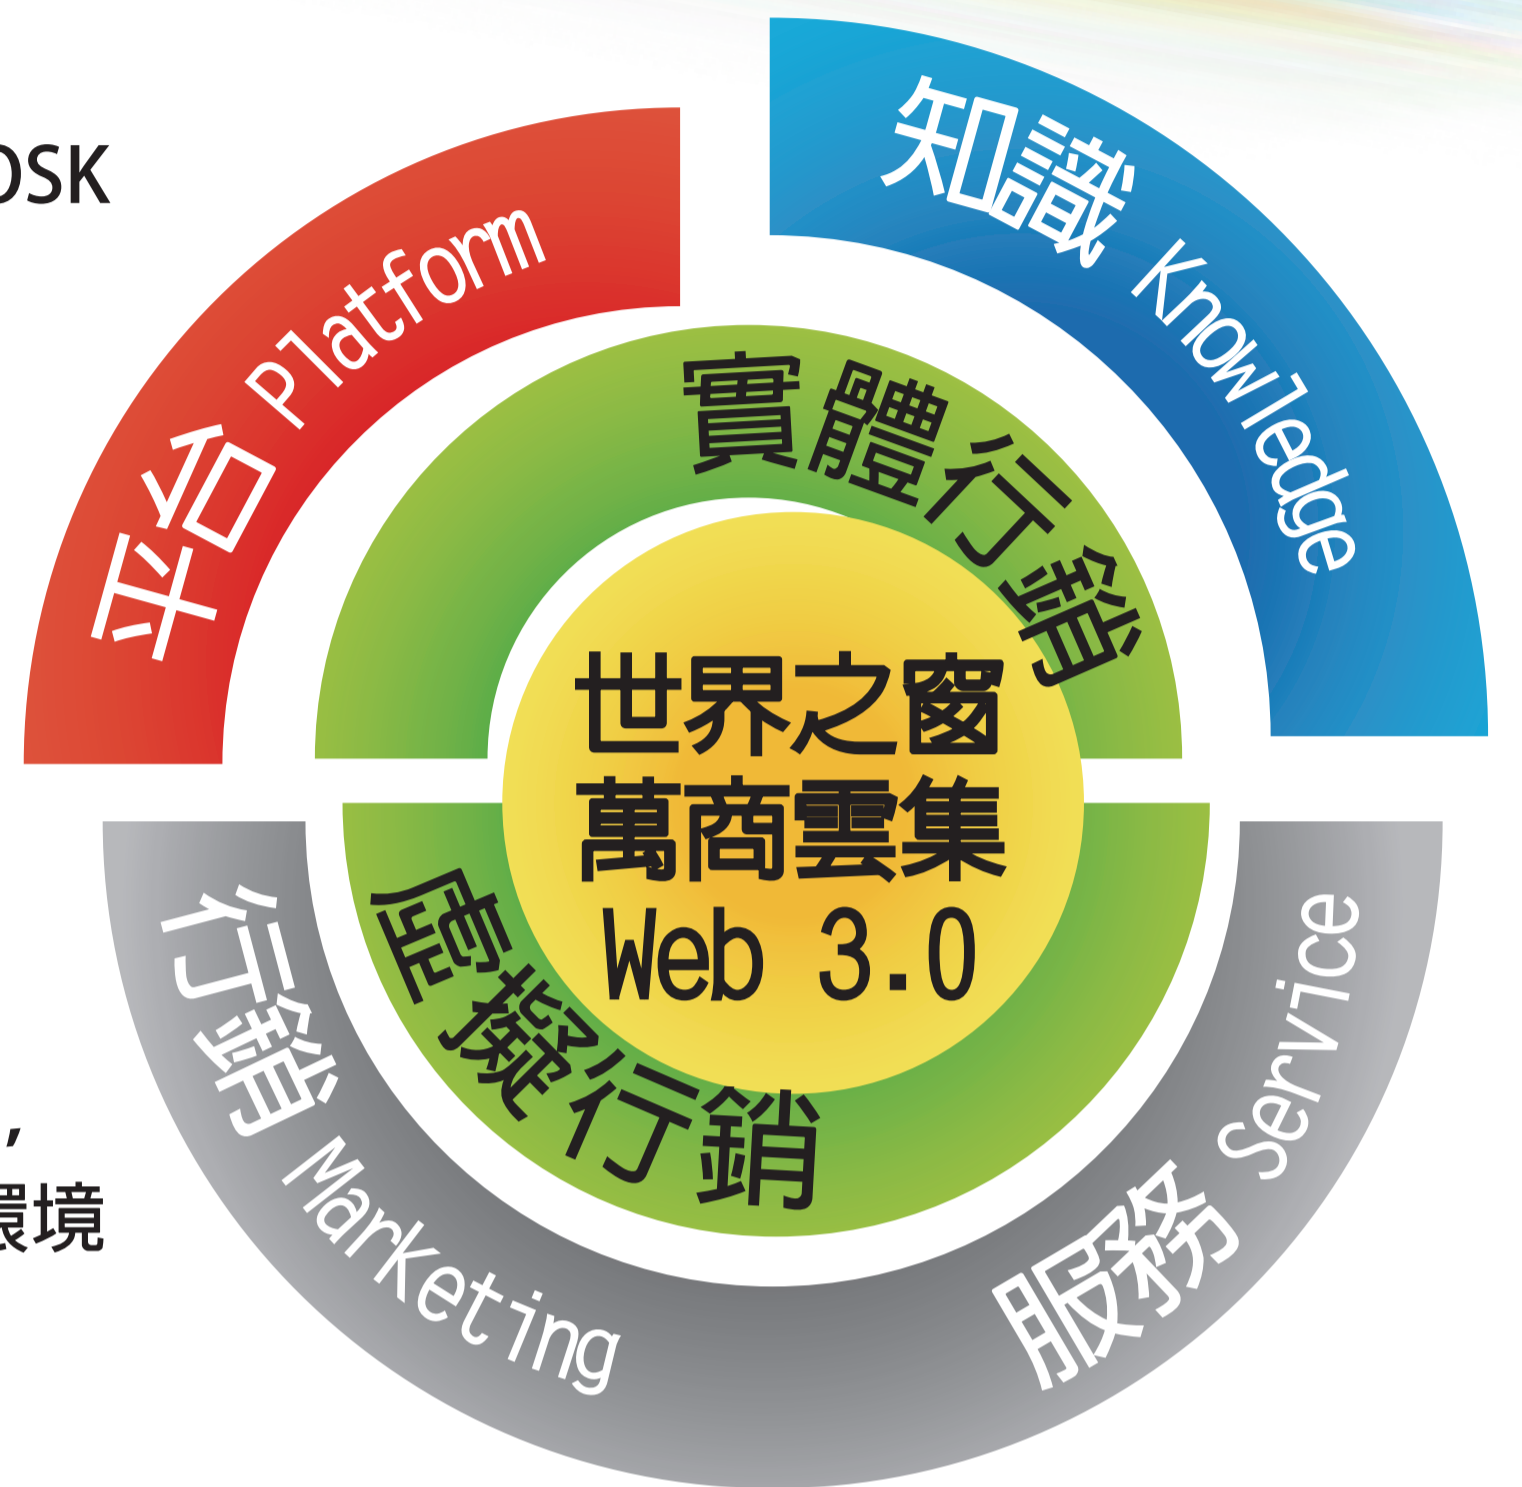 OSK
平台 Platform
知識 Knowledge
實體行銷
世界之窗
萬商雲集
Web 3.0
虛擬行銷
行銷 Marketing
服務 Service
,
環境